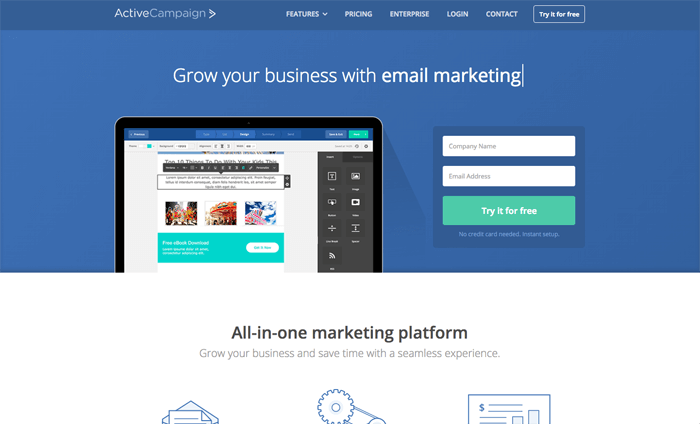 ActiveCampaign
FEATURES PRICING ENTERPRISE LOGIN CONTACT Try it for free
Grow your business with email marketing
Company Name
Email Address
Try it for free
No credit card needed. Instant setup.
Design
Top 10 Things To Do With Your Kids This
Free eBook Download
Get it Now
All-in-one marketing platform
Grow your business and save time with a seamless experience.
$